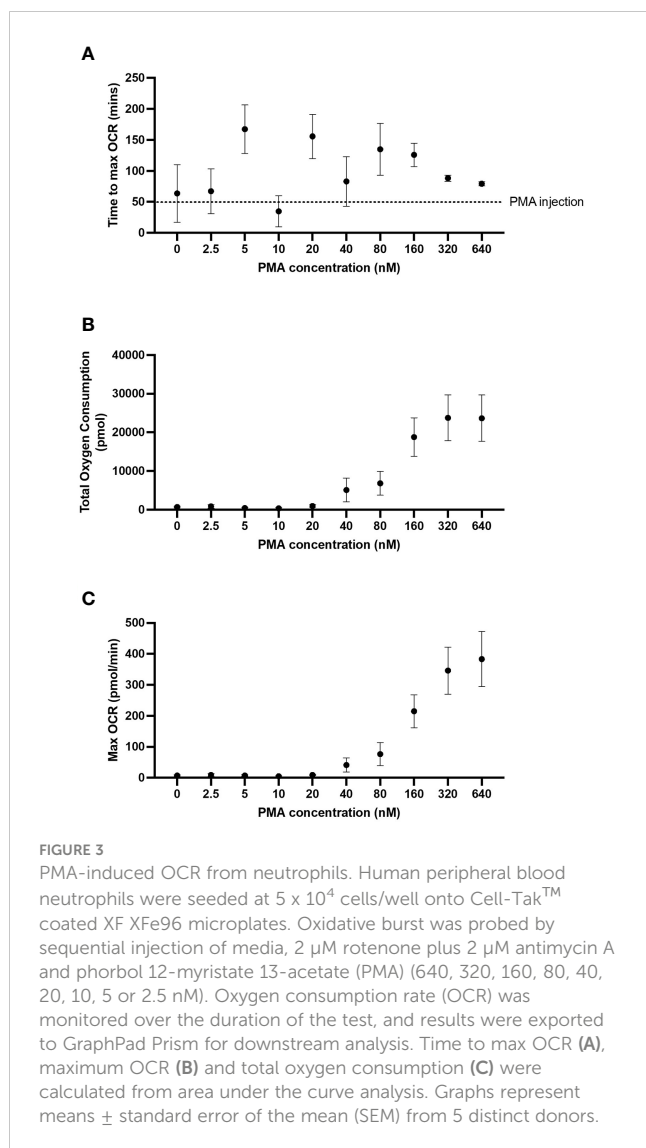 A
250
200
150
100
50
0
Time to max OCR (mins)
PMA injection
0 2.5 5 10 20 40 80 160 320 640
PMA concentration (nM)
B
40000
30000
20000
10000
0
Total Oxygen Consumption
(pmol)
0 2.5 5 10 20 40 80 160 320 640
PMA concentration (nM)
C
500
400
300
200
100
0
Max OCR (pmol/min)
0 2.5 5 10 20 40 80 160 320 640
PMA concentration (nM)
FIGURE 3
PMA-induced OCR from neutrophils. Human peripheral blood
neutrophils were seeded at 5 x 10⁴ cells/well onto Cell-Tak™
coated XF XFe96 microplates. Oxidative burst was probed by
sequential injection of media, 2 µM rotenone plus 2 µM antimycin A
and phorbol 12-myristate 13-acetate (PMA) (640, 320, 160, 80, 40,
20, 10, 5 or 2.5 nM). Oxygen consumption rate (OCR) was
monitored over the duration of the test, and results were exported
to GraphPad Prism for downstream analysis. Time to max OCR (A),
maximum OCR (B) and total oxygen consumption (C) were
calculated from area under the curve analysis. Graphs represent
means ± standard error of the mean (SEM) from 5 distinct donors.